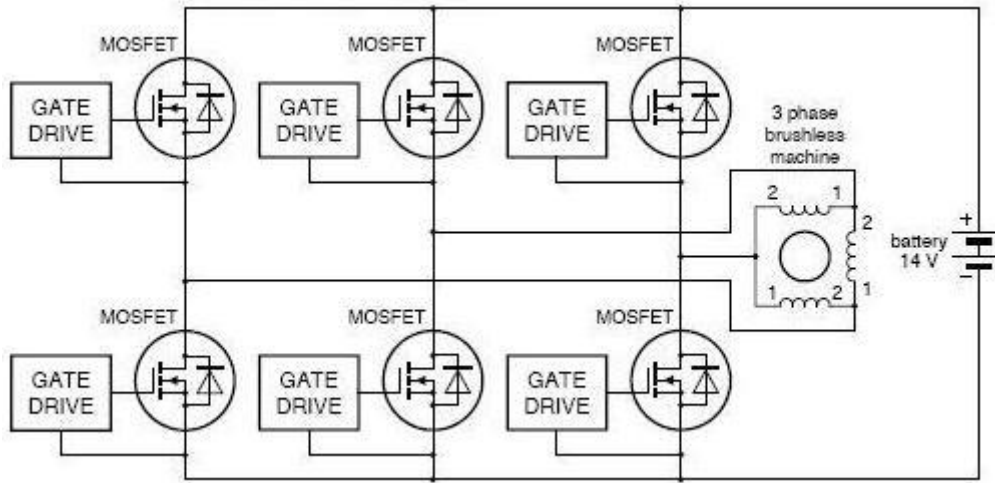 MOSFET
MOSFET
MOSFET
GATE
DRIVE
GATE
DRIVE
GATE
DRIVE
3 phase
brushless
machine
2 1
2
+
battery
14 V
−
1
1 2
MOSFET
MOSFET
MOSFET
GATE
DRIVE
GATE
DRIVE
GATE
DRIVE